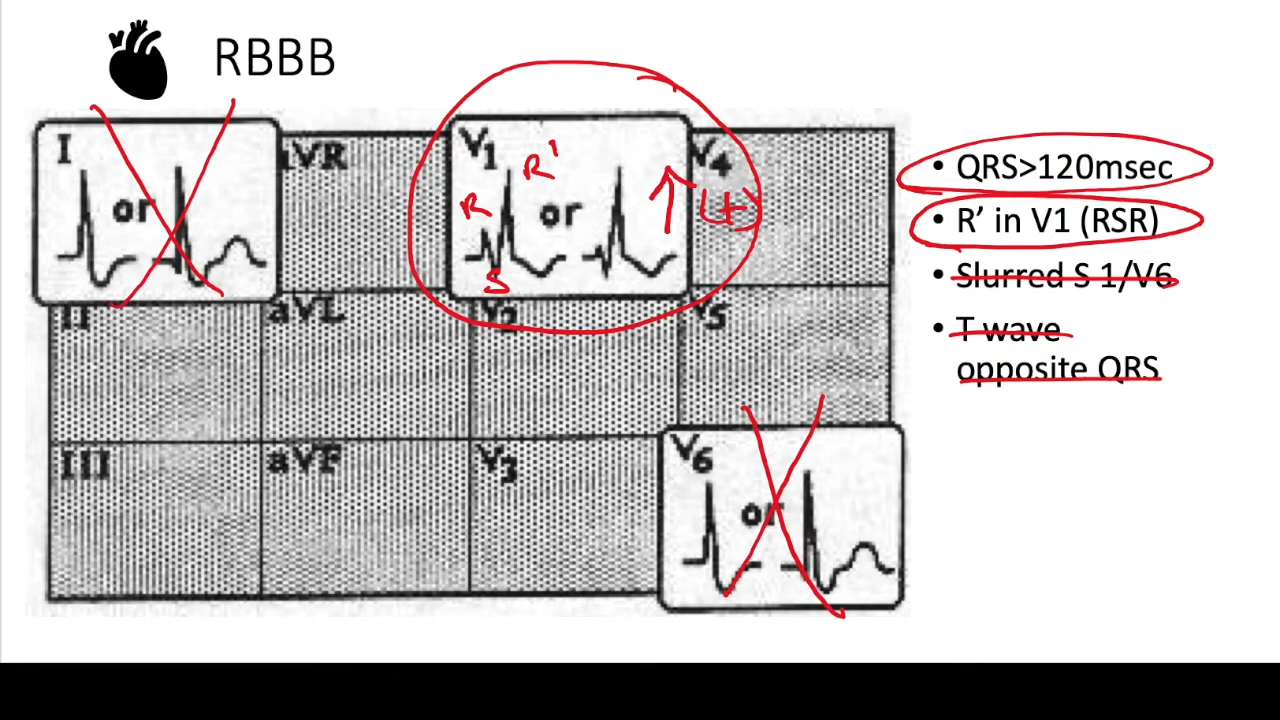 RBBB
I
or
aVR
V1
R'
R
or
S
V4
(+)
II
aVL
V2
V5
III
aVF
V3
V6
or
• QRS>120msec
• R’ in V1 (RSR)
• Slurred S 1/V6
• T wave
opposite QRS